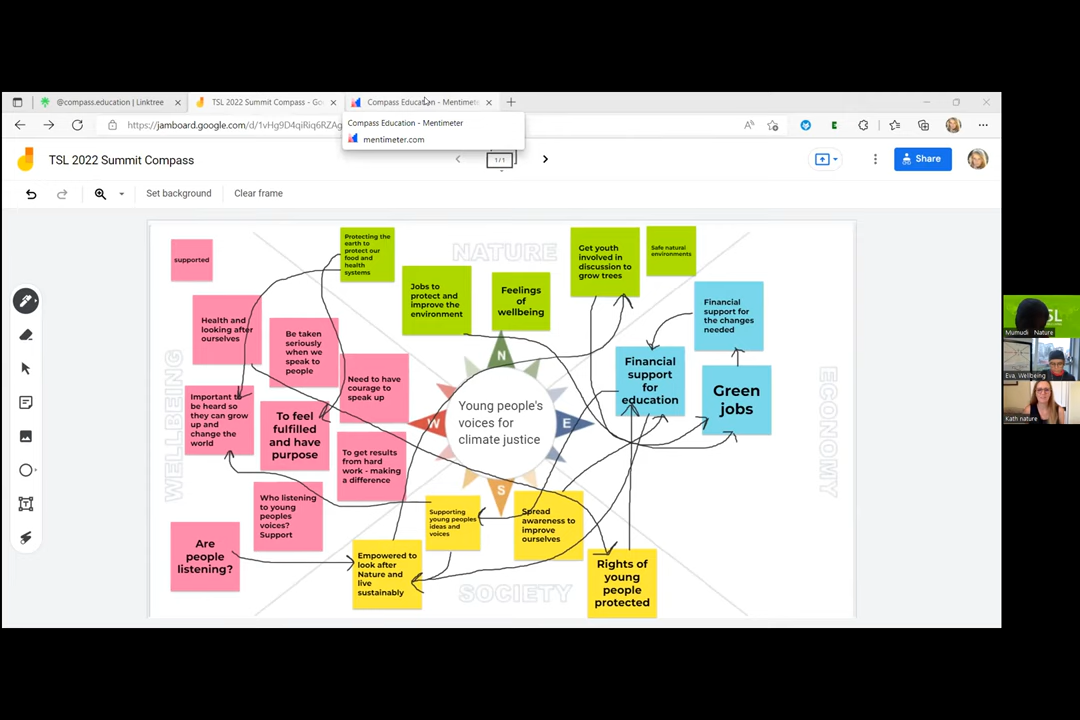 @compass.education | Linktree
TSL 2022 Summit Compass - Go
Compass Education - Mentimet
https://jamboard.google.com/d/1vHg9D4qiRiq6RZAg
Compass Education - Mentimeter
mentimeter.com
TSL 2022 Summit Compass
1/1
Share
Set background
Clear frame
NATURE
WELLBEING
ECONOMY
SOCIETY
supported
Protecting the
earth to
protect our
food and
health
systems
Jobs to
protect and
improve the
environment
Feelings
of
wellbeing
Get youth
involved in
discussion to
grow trees
Safe natural
environments
Health and
looking after
ourselves
Be taken
seriously
when we
speak to
people
Need to have
courage to
speak up
Important to
be heard so
they can grow
up and
change the
world
To feel
fulfilled
and have
purpose
To get results
from hard
work - making
a difference
Who listening to
young peoples
voices?
Support
Are
people
listening?
N
W
E
S
Young people's
voices for
climate justice
Financial
support for
the changes
needed
Financial
support
for
education
Green
jobs
Supporting
young peoples
ideas and
voices
Spread
awareness to
improve
ourselves
Empowered to
look after
Nature and
live
sustainably
Rights of
young
people
protected
SL
Mumudi Nature
Eva, Wellbeing
Kath nature